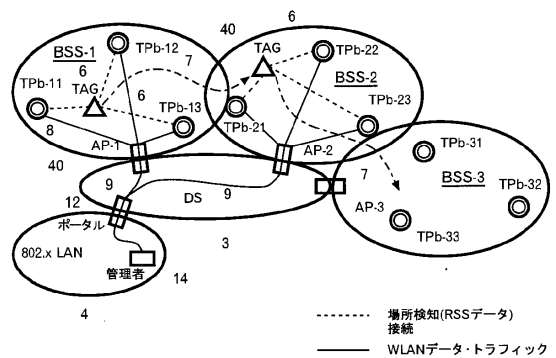 40
6
BSS-1
TPb-12
7
TAG
TPb-22
6
BSS-2
TPb-11
TAG
6
TPb-23
TPb-13
TPb-21
8
AP-1
AP-2
TPb-31
40
7
BSS-3
9
9
TPb-32
12
DS
AP-3
ポータル
TPb-33
802.x LAN
3
管理者
14
4
場所検知(RSSデータ)
接続
WLANデータ・トラフィック